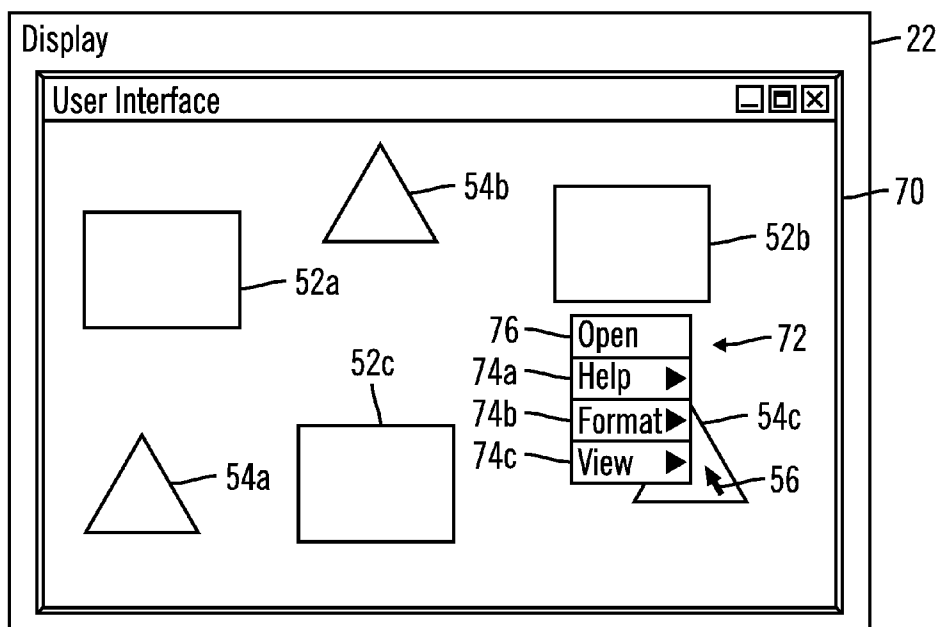 Display
22
User Interface
54b
70
52b
52a
76 Open
72
52c
74a Help
74b Format
54c
74c View
54a
56